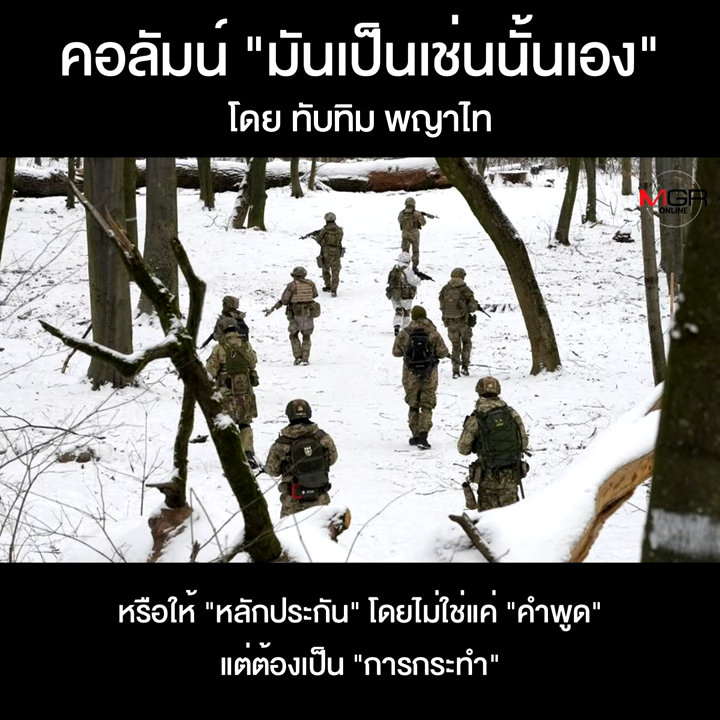 คอลัมน์ "มันเป็นเช่นนั้นเอง"
โดย ทับทิม พญาไท
MGR
ONLINE
หรือให้ "หลักประกัน" โดยไม่ใช่แค่ "คำพูด"
แต่ต้องเป็น "การกระทำ"